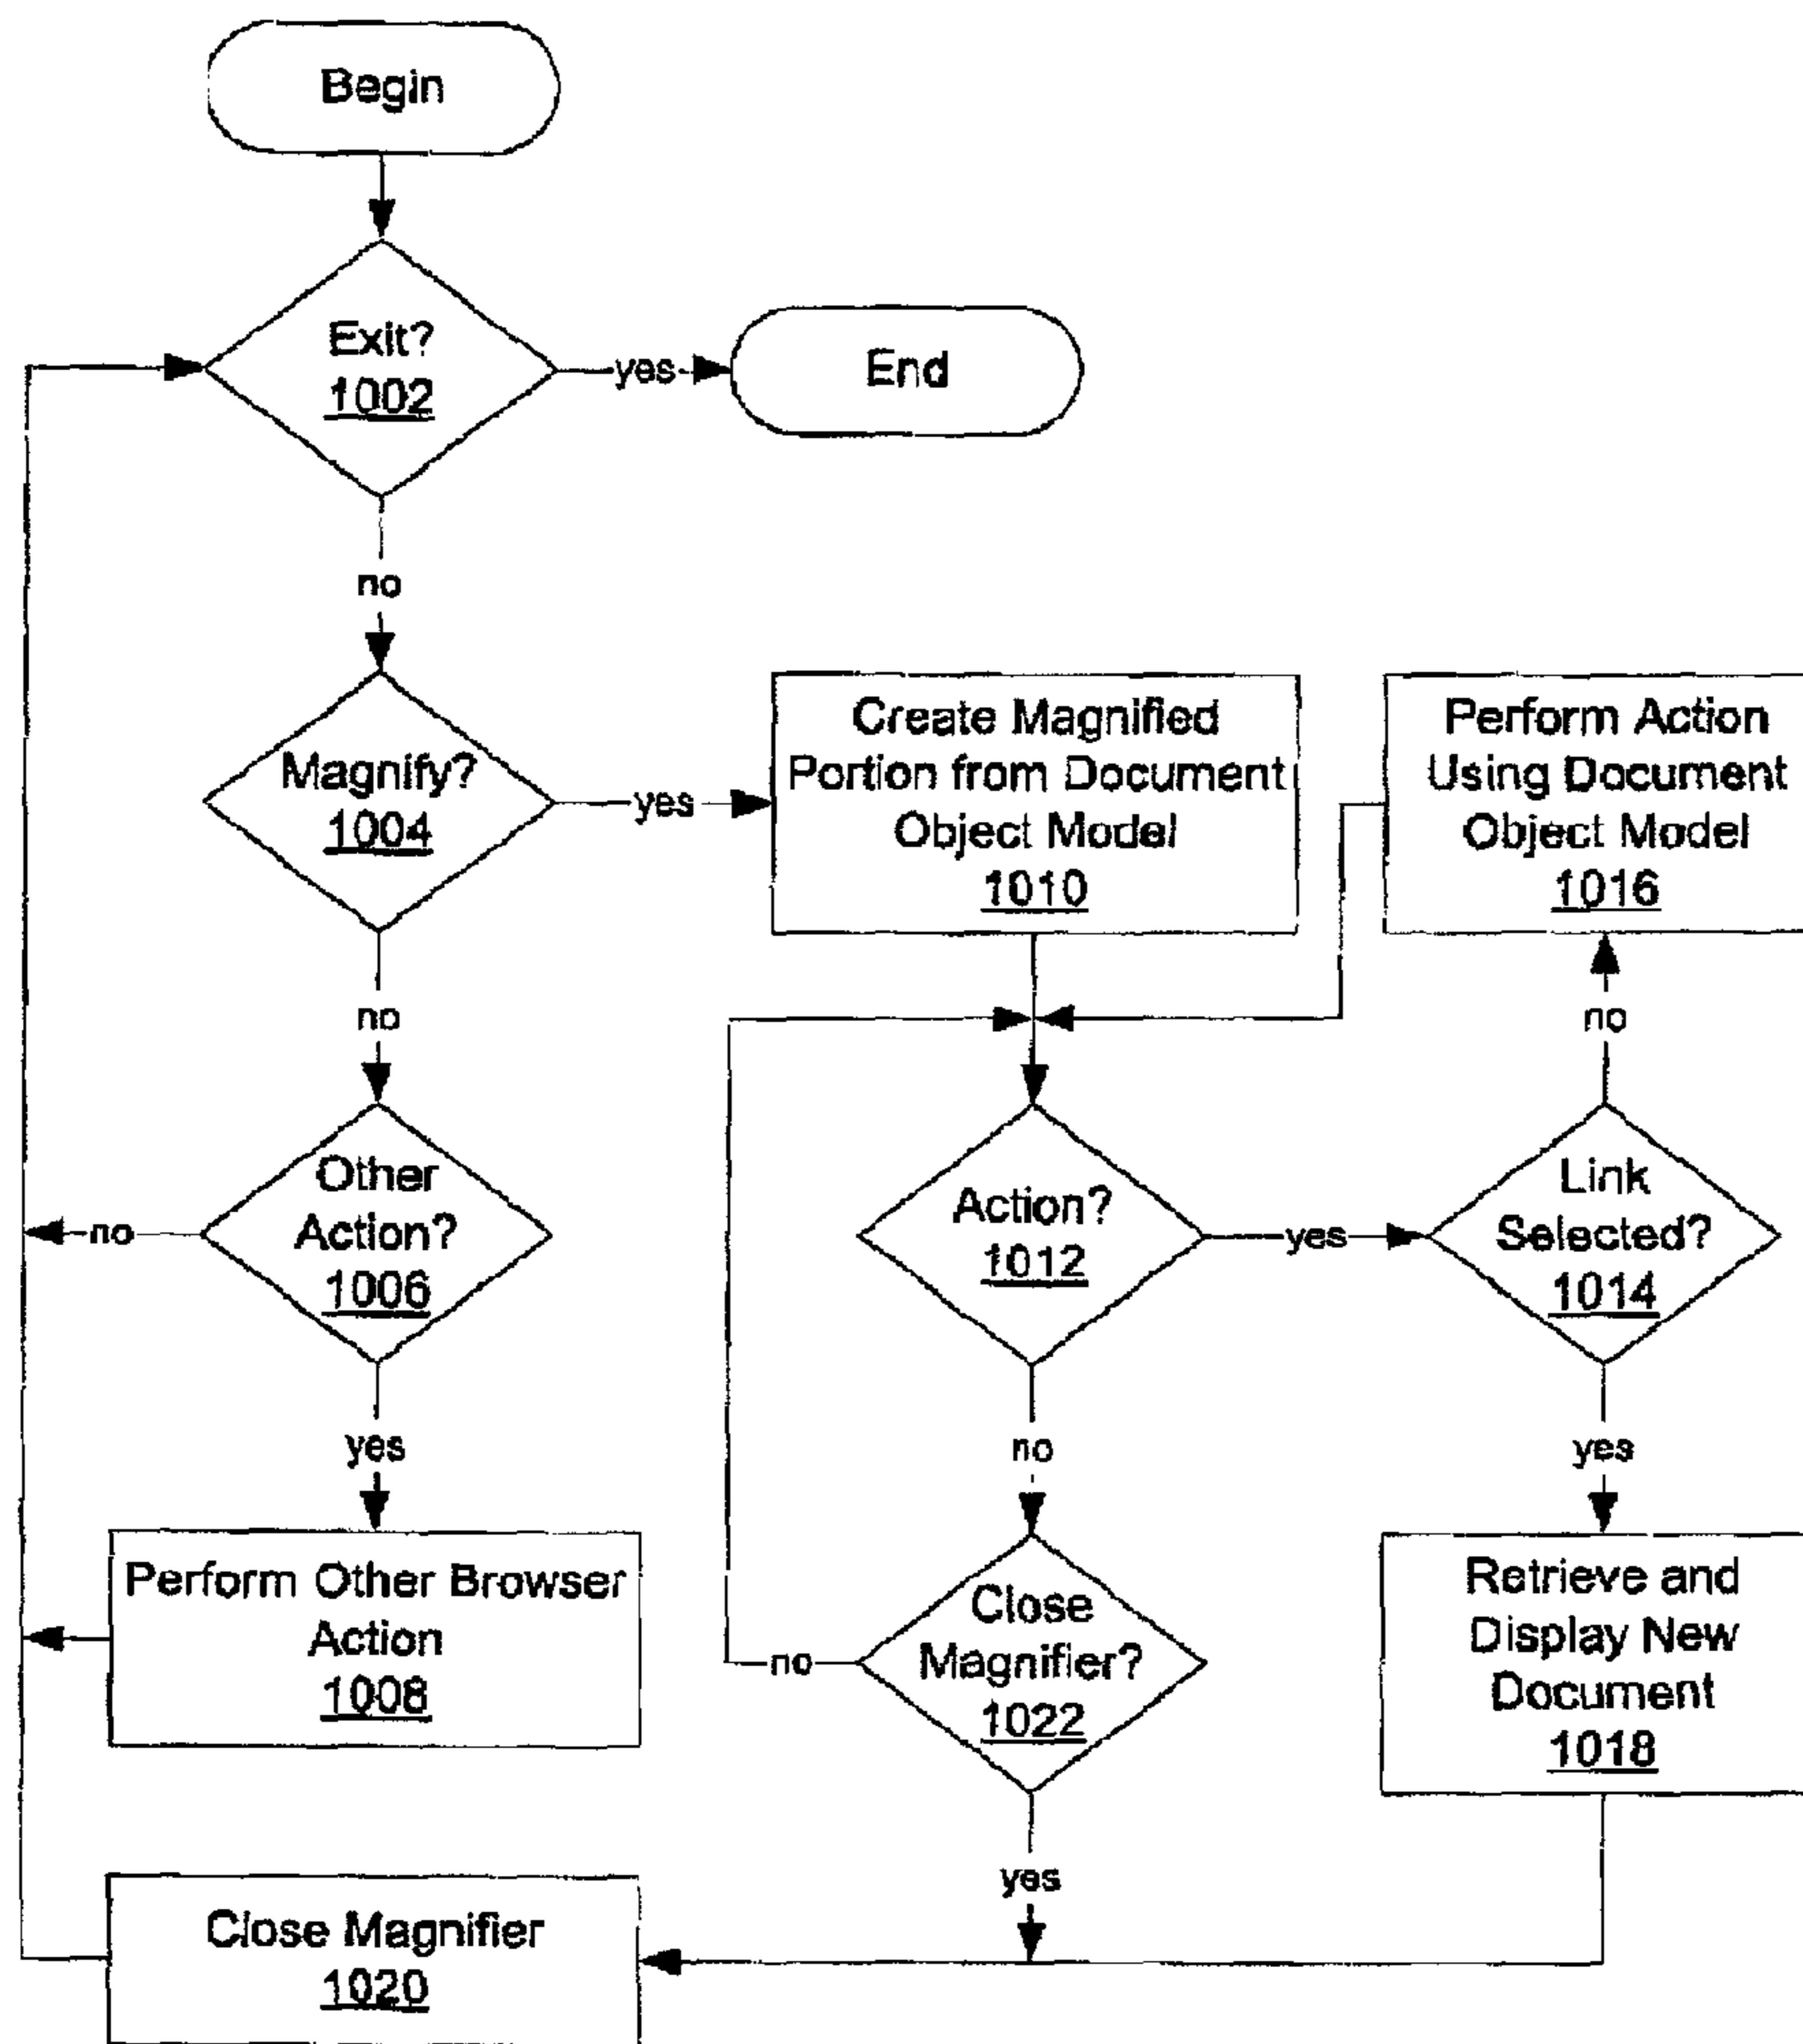 Begin
Exit?
1002
yes
End
no
Magnify?
1004
yes
Create Magnified
Portion from Document
Object Model
1010
Perform Action
Using Document
Object Model
1016
no
no
Other
Action?
1006
no
Action?
1012
yes
Link
Selected?
1014
yes
no
yes
Perform Other Browser
Action
1008
Close
Magnifier?
1022
no
Retrieve and
Display New
Document
1018
yes
Close Magnifier
1020